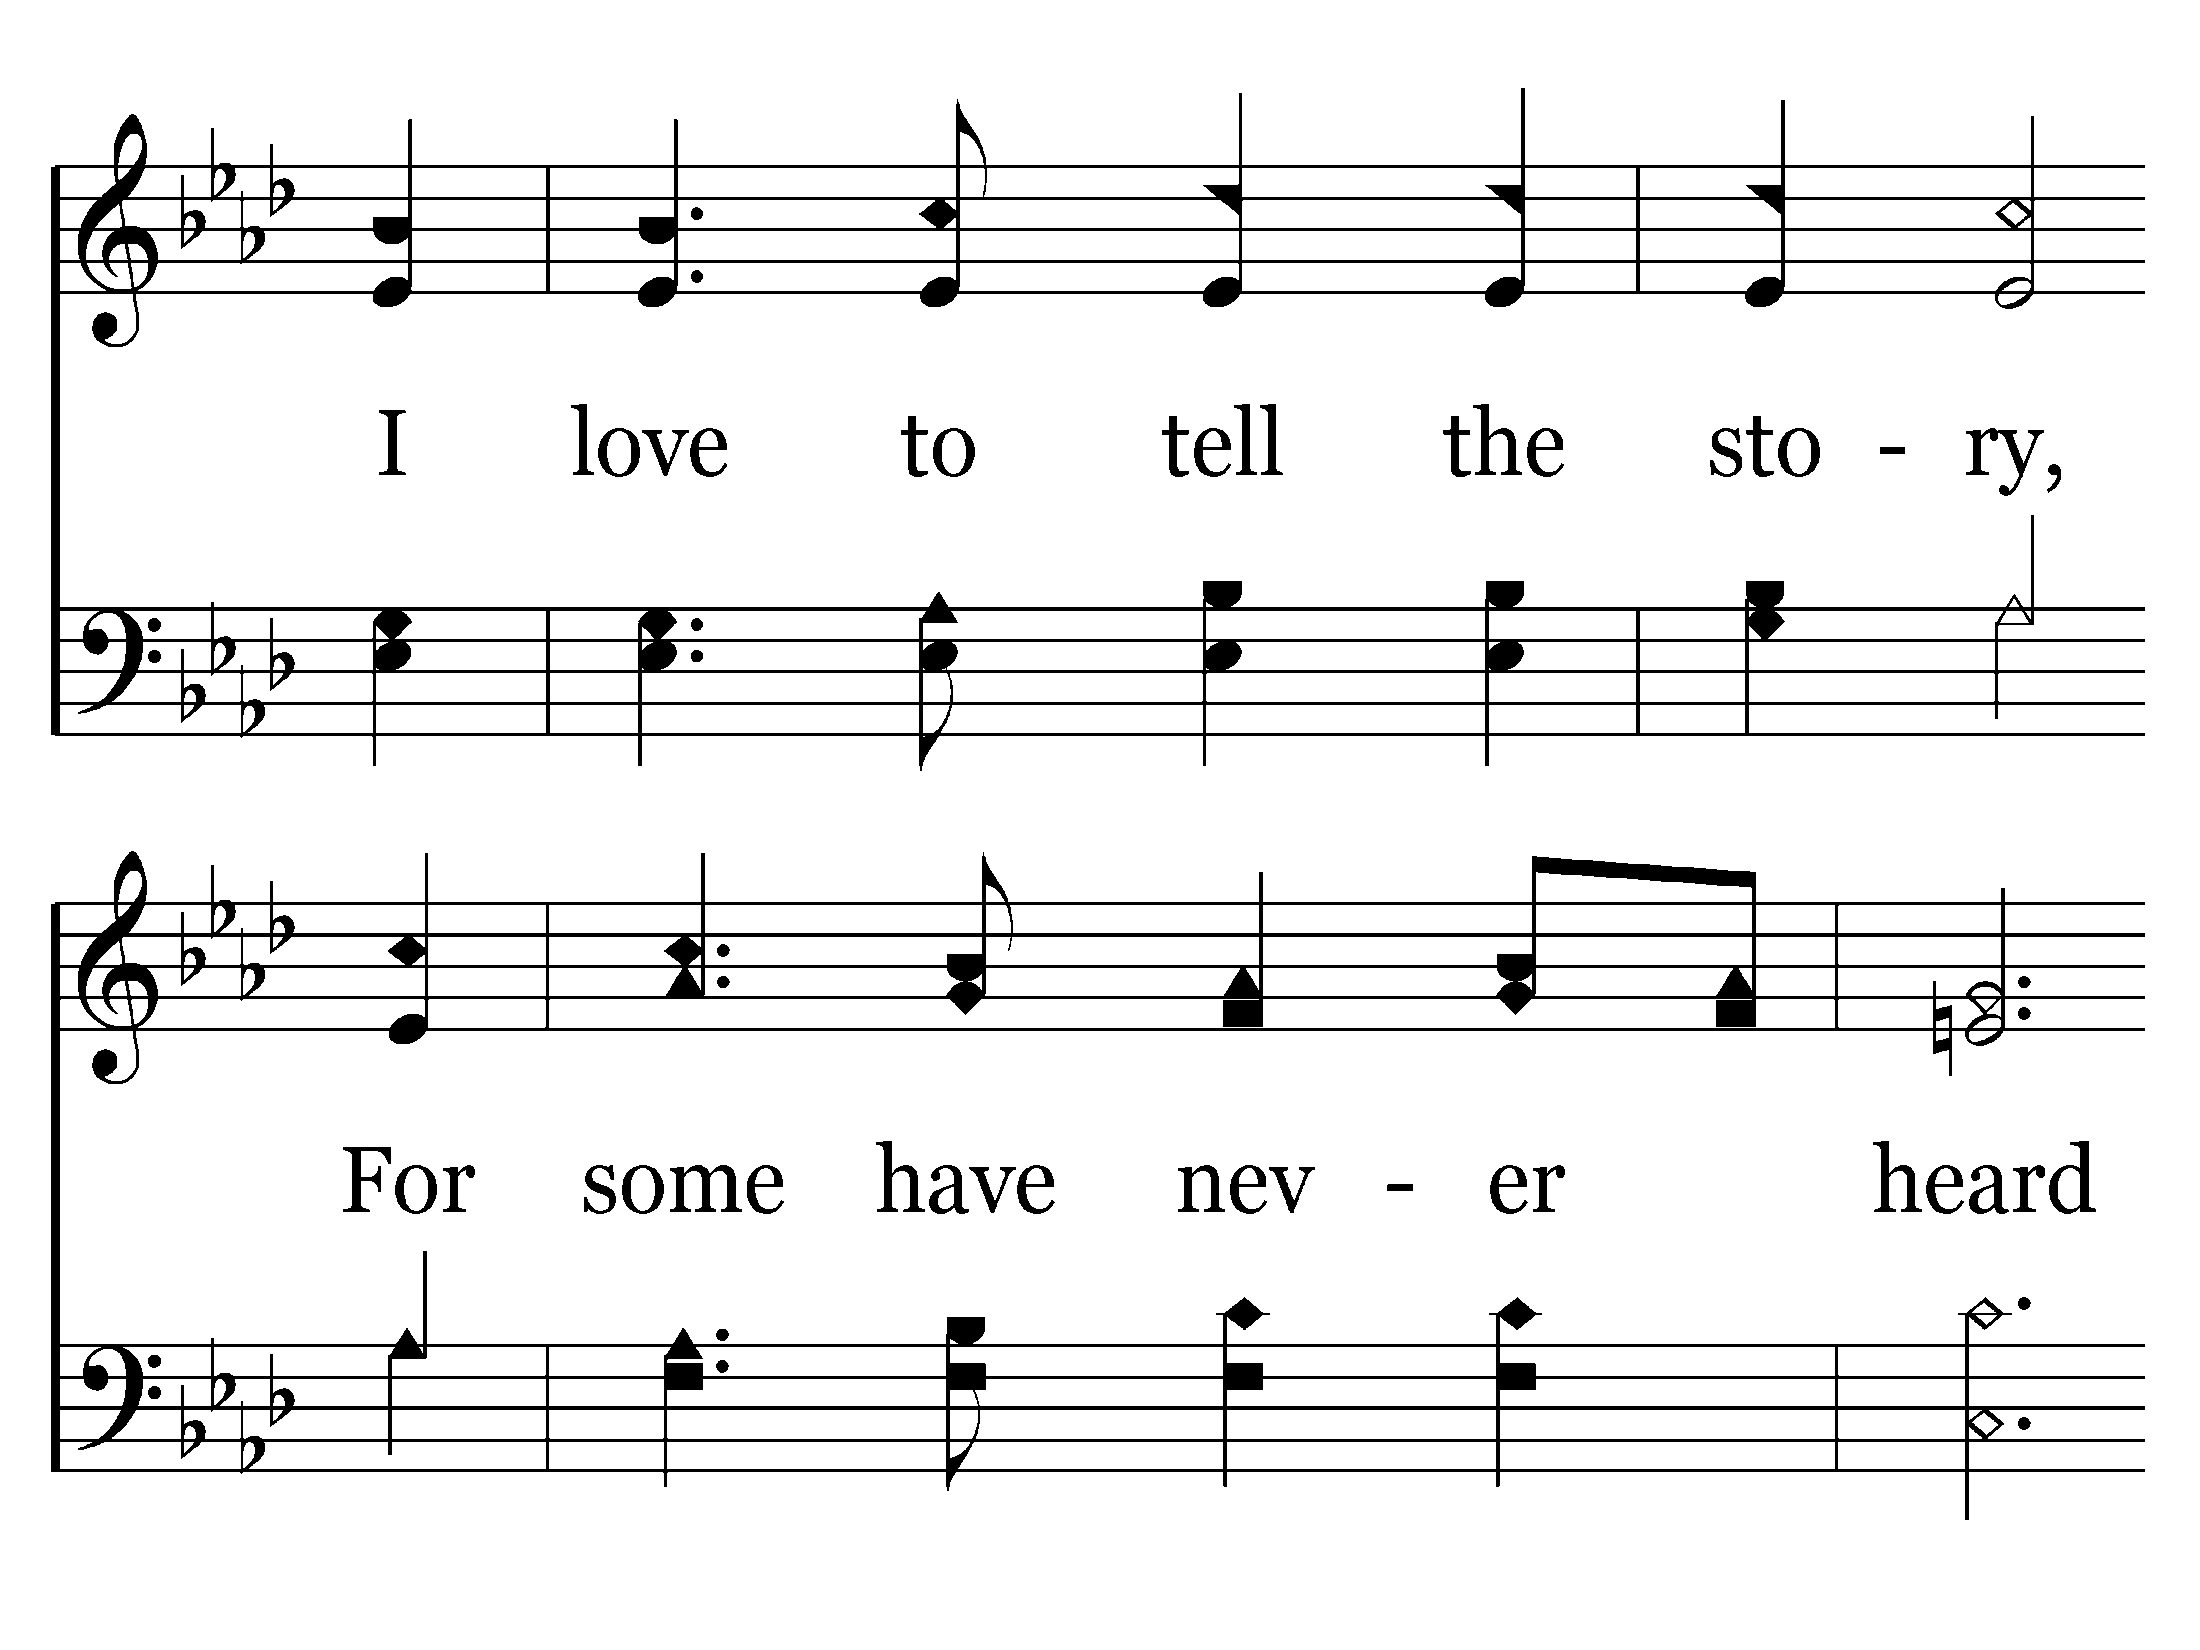 I love to tell the sto - ry,
For some have nev - er heard